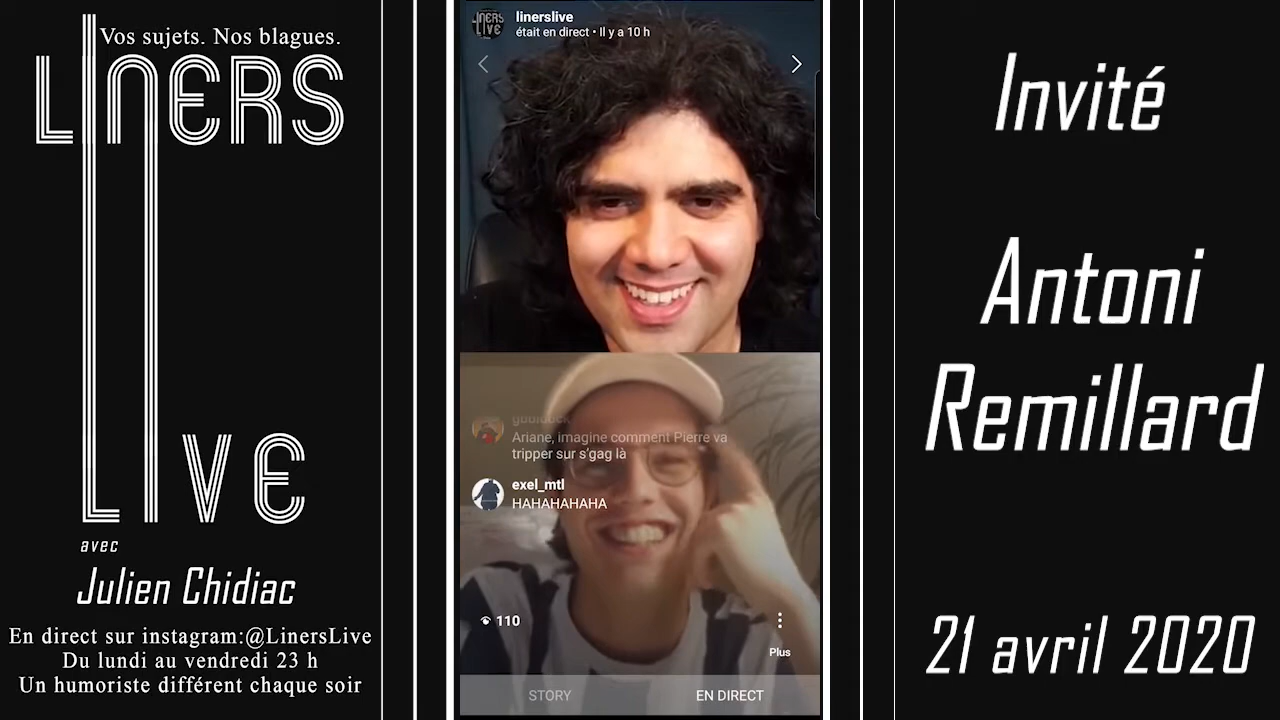 Vos sujets. Nos blagues.
LINERS
LIVE
avec
Julien Chidiac
En direct sur instagram:@LinersLive
Du lundi au vendredi 23 h
Un humoriste différent chaque soir
LINERS
LIVE
linerslive
était en direct • Il y a 10 h
Ariane, imagine comment Pierre va
tripper sur s'gag là
exel_mtl
HAHAHAHAHA
110
Plus
STORY
EN DIRECT
Invité
Antoni
Remillard
21 avril 2020